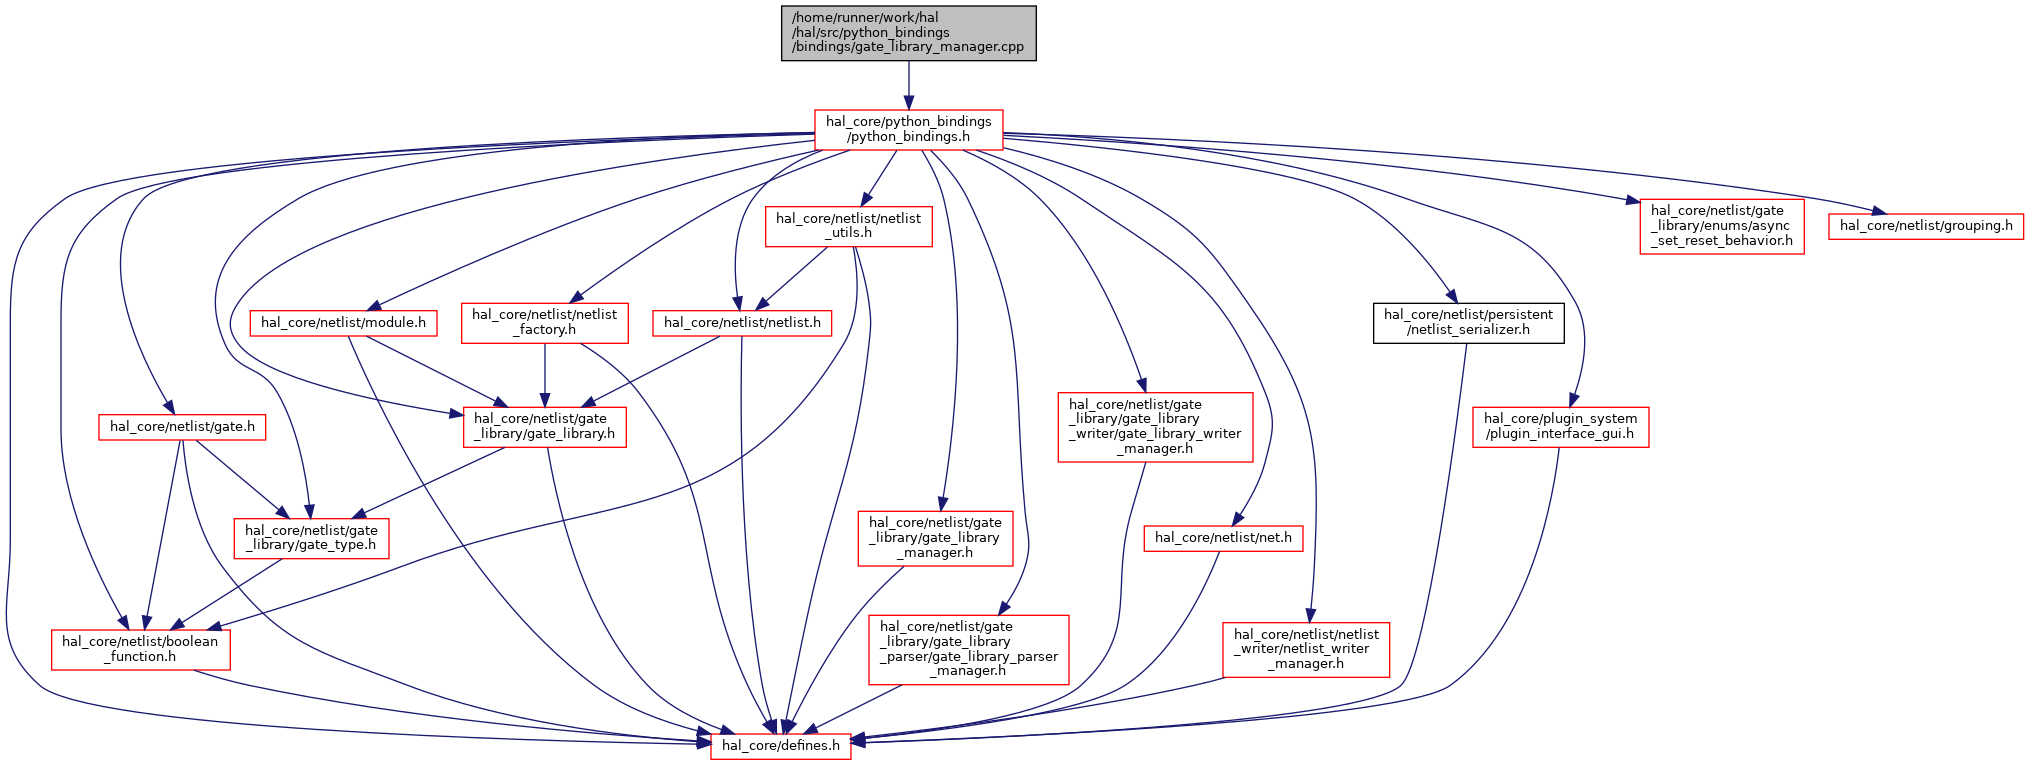 /home/runner/work/hal
/hal/src/python_bindings
/bindings/gate_library_manager.cpp
hal_core/python_bindings
/python_bindings.h
hal_core/netlist/netlist
_utils.h
hal_core/netlist/gate
_library/enums/async
_set_reset_behavior.h
hal_core/netlist/grouping.h
hal_core/netlist/module.h
hal_core/netlist/netlist
_factory.h
hal_core/netlist/netlist.h
hal_core/netlist/persistent
/netlist_serializer.h
hal_core/netlist/gate.h
hal_core/netlist/gate
_library/gate_library.h
hal_core/netlist/gate
_library/gate_library
_writer/gate_library_writer
_manager.h
hal_core/plugin_system
/plugin_interface_gui.h
hal_core/netlist/gate
_library/gate_type.h
hal_core/netlist/gate
_library/gate_library
_manager.h
hal_core/netlist/net.h
hal_core/netlist/boolean
_function.h
hal_core/netlist/gate
_library/gate_library
_parser/gate_library_parser
_manager.h
hal_core/netlist/netlist
_writer/netlist_writer
_manager.h
hal_core/defines.h